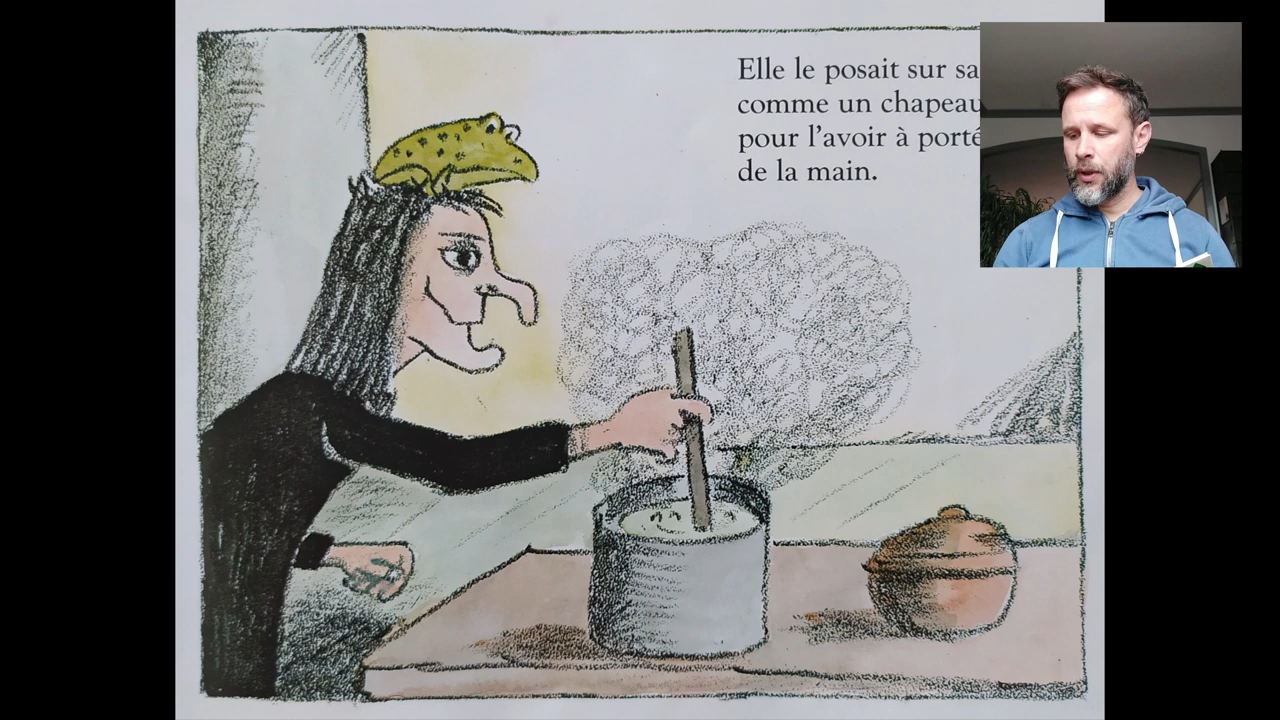 Elle le posait sur sa
comme un chapeau
pour l'avoir à porté
de la main.